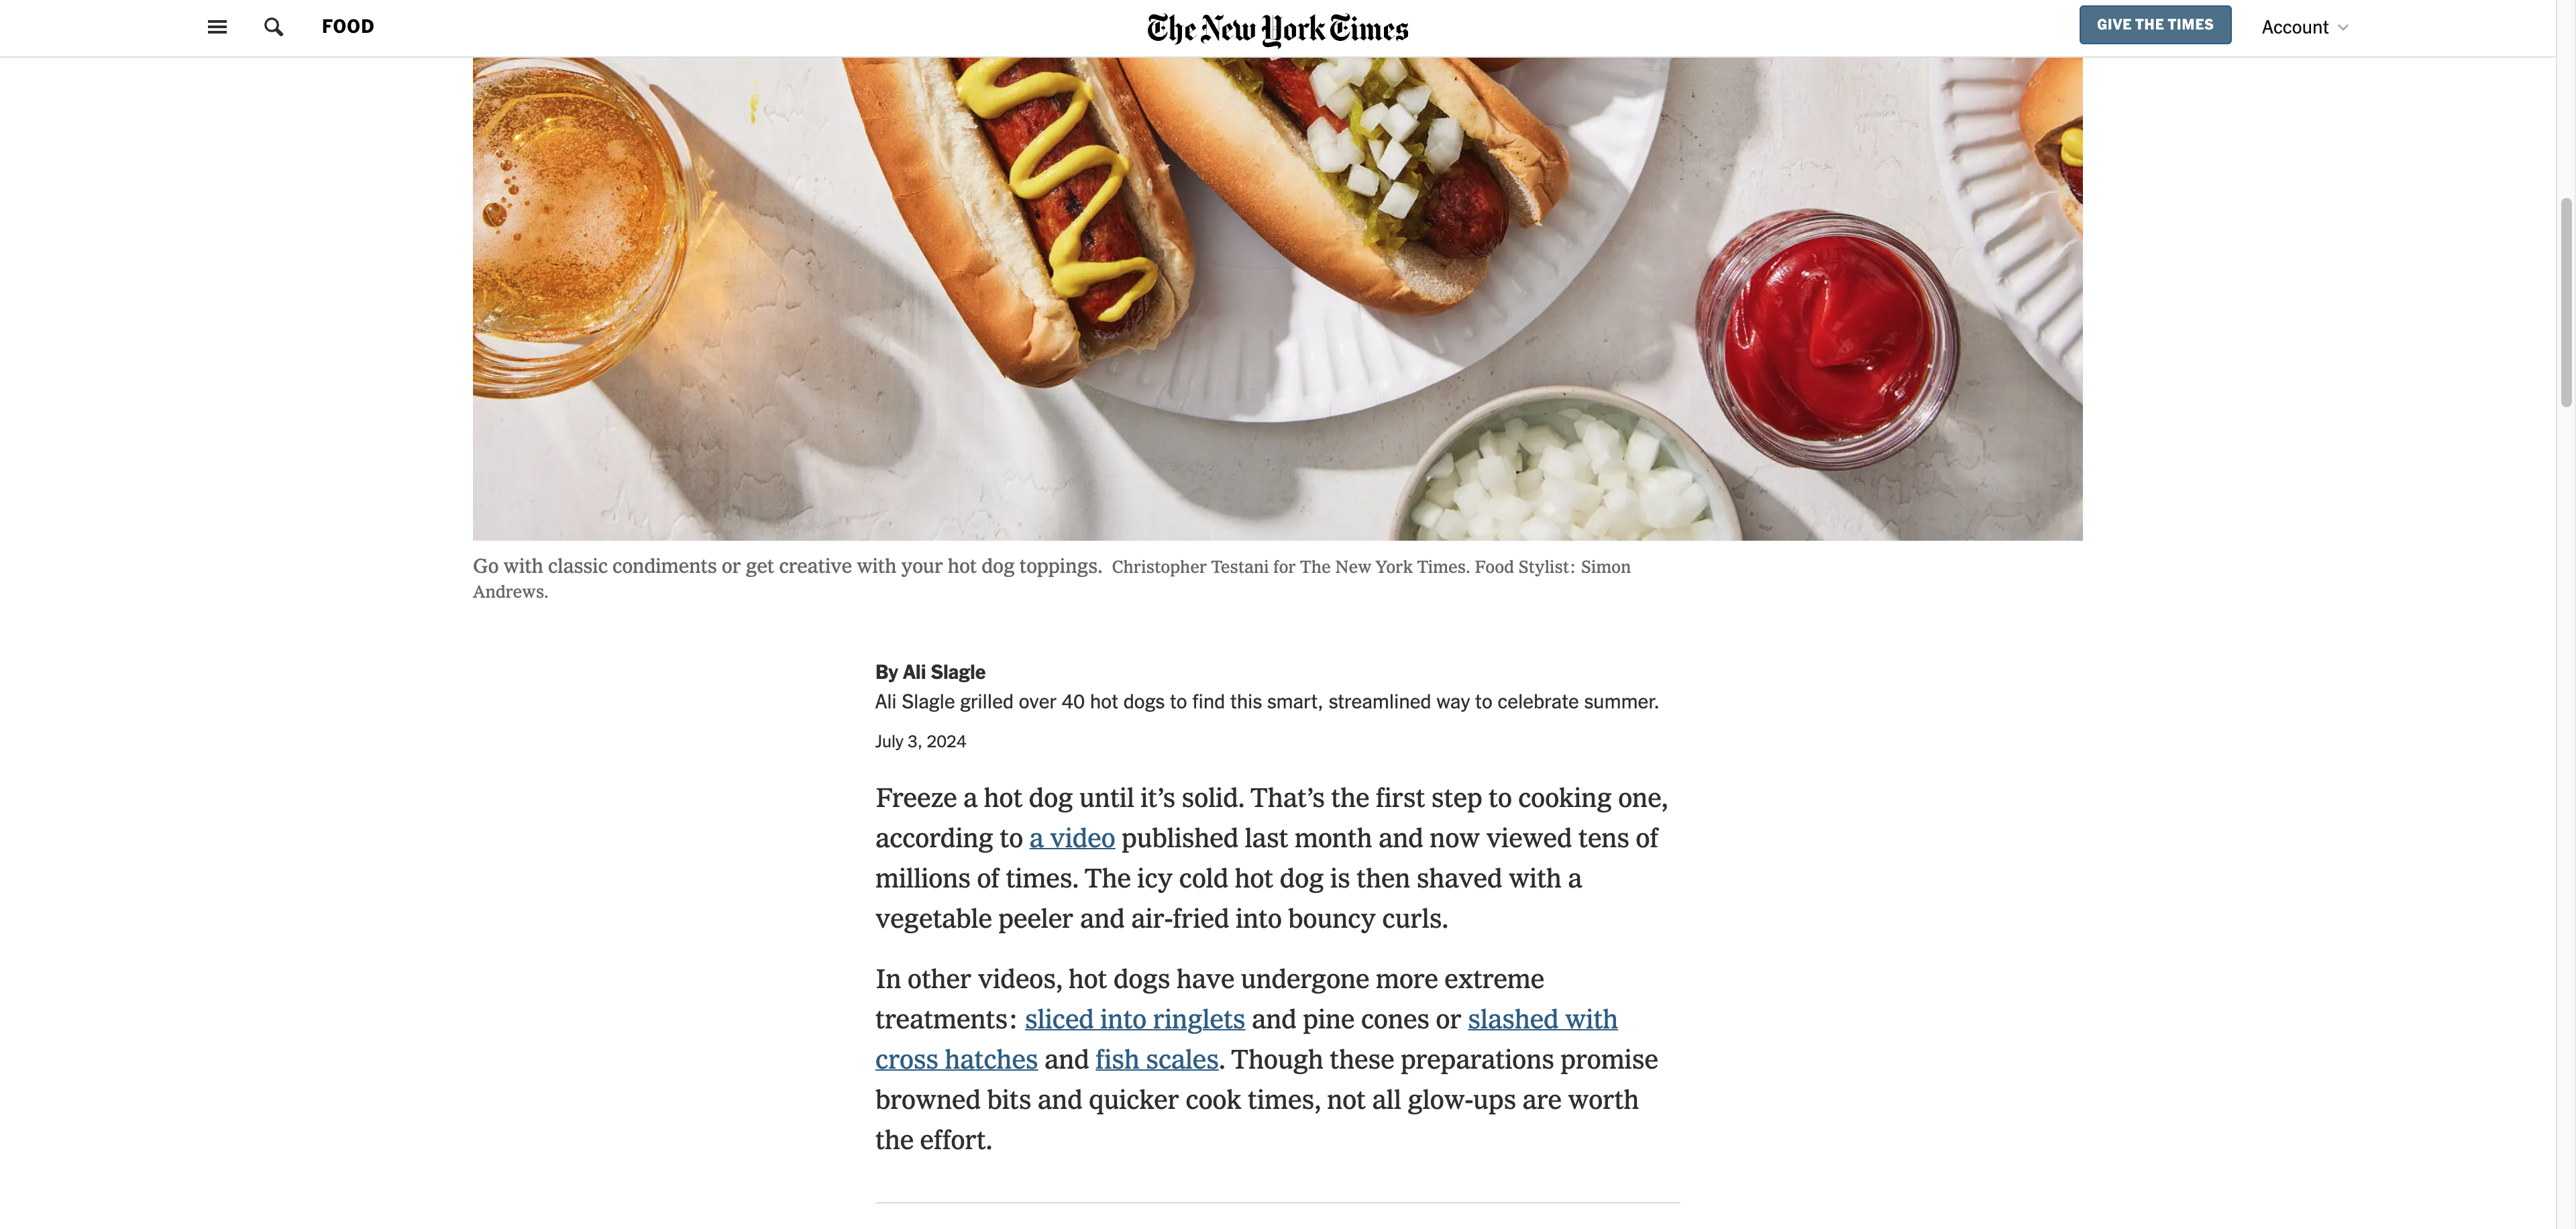 FOOD
The New York Times
GIVE THE TIMES
Account
Go with classic condiments or get creative with your hot dog toppings. Christopher Testani for The New York Times. Food Stylist: Simon
Andrews.
By Ali Slagle
Ali Slagle grilled over 40 hot dogs to find this smart, streamlined way to celebrate summer.
July 3, 2024
Freeze a hot dog until it’s solid. That’s the first step to cooking one,
according to a video published last month and now viewed tens of
millions of times. The icy cold hot dog is then shaved with a
vegetable peeler and air-fried into bouncy curls.
In other videos, hot dogs have undergone more extreme
treatments: sliced into ringlets and pine cones or slashed with
cross hatches and fish scales. Though these preparations promise
browned bits and quicker cook times, not all glow-ups are worth
the effort.